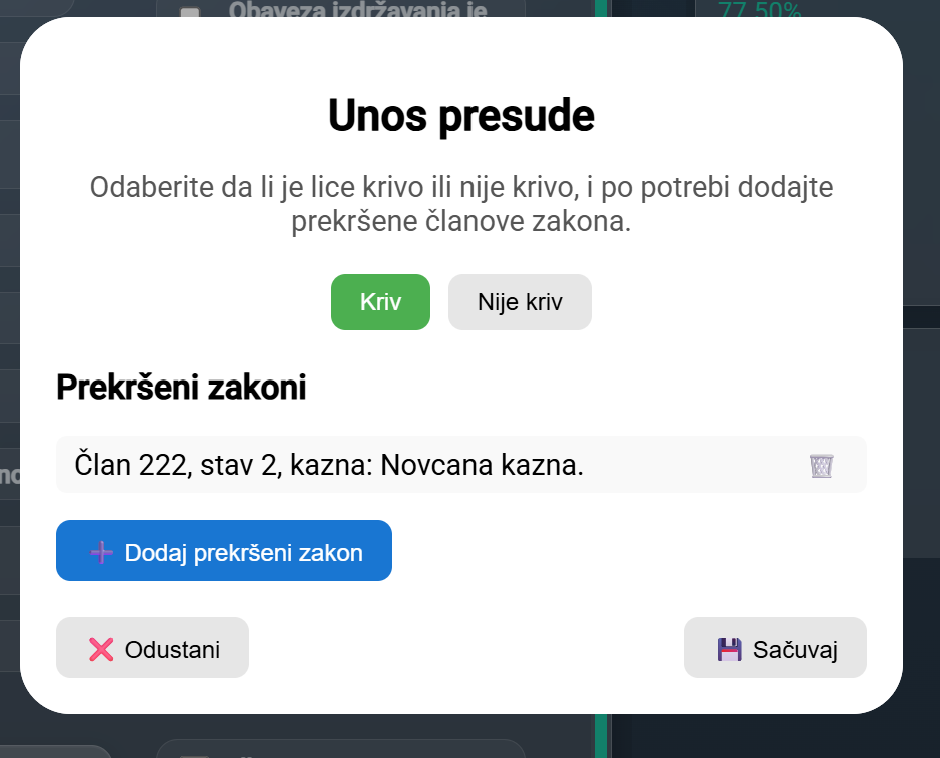 Obaveza izdržavanja je
77,50%
Unos presude
Odaberite da li je lice krivo ili nije krivo, i po potrebi dodajte
prekršene članove zakona.
Kriv
Nije kriv
Prekršeni zakoni
Član 222, stav 2, kazna: Novcana kazna.
Dodaj prekršeni zakon
Odustani
Sačuvaj